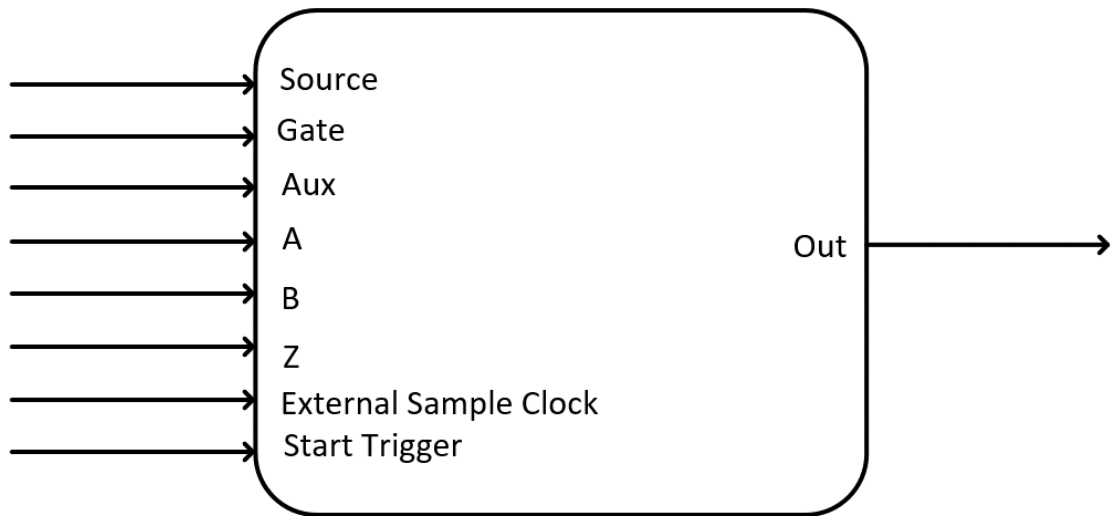 Source
Gate
Aux
A
Out
B
Z
External Sample Clock
Start Trigger